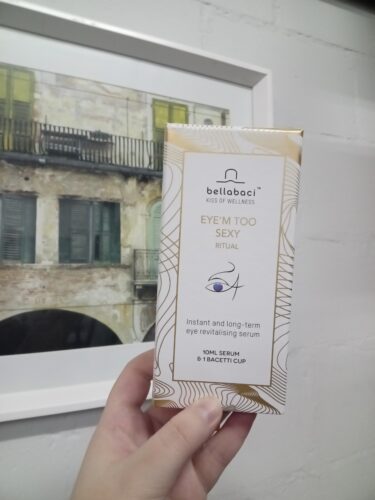 bellabaci™
KISS OF WELLNESS
EYE'M TOO
SEXY
RITUAL
Instant and long-term
eye revitalising serum
10ML SERUM
& 1 BACETTI CUP